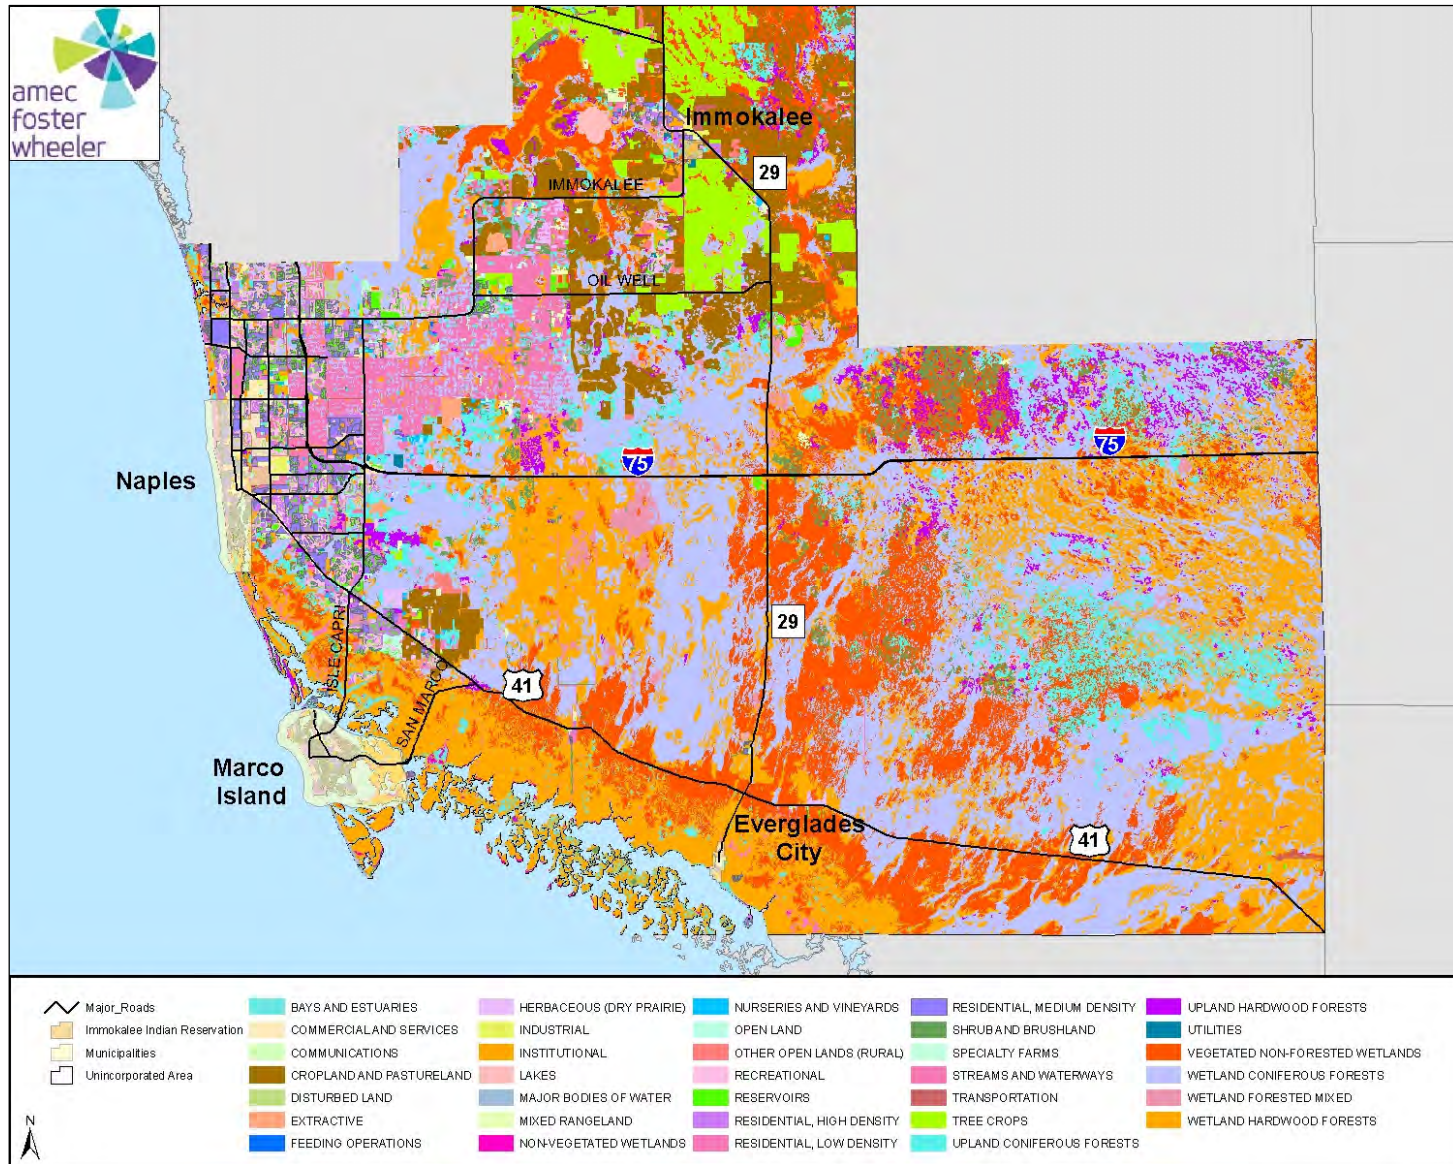 amec
foster
wheeler
Immokalee
29
IMMOKALEE
OIL WELL
75
75
Naples
29
ISLE CAPRI
SAN MARCO
41
Marco
Island
Everglades
City
41
Major_Roads
Immokalee Indian Reservation
Municipalities
Unincorporated Area
BAYS AND ESTUARIES
COMMERCIAL AND SERVICES
COMMUNICATIONS
CROPLAND AND PASTURELAND
DISTURBED LAND
EXTRACTIVE
FEEDING OPERATIONS
HERBACEOUS (DRY PRAIRIE)
INDUSTRIAL
INSTITUTIONAL
LAKES
MAJOR BODIES OF WATER
MIXED RANGELAND
NON-VEGETATED WETLANDS
NURSERIES AND VINEYARDS
OPEN LAND
OTHER OPEN LANDS (RURAL)
RECREATIONAL
RESERVOIRS
RESIDENTIAL, HIGH DENSITY
RESIDENTIAL, LOW DENSITY
RESIDENTIAL, MEDIUM DENSITY
SHRUB AND BRUSHLAND
SPECIALTY FARMS
STREAMS AND WATERWAYS
TRANSPORTATION
TREE CROPS
UPLAND CONIFEROUS FORESTS
UPLAND HARDWOOD FORESTS
UTILITIES
VEGETATED NON-FORESTED WETLANDS
WETLAND CONIFEROUS FORESTS
WETLAND FORESTED MIXED
WETLAND HARDWOOD FORESTS
N